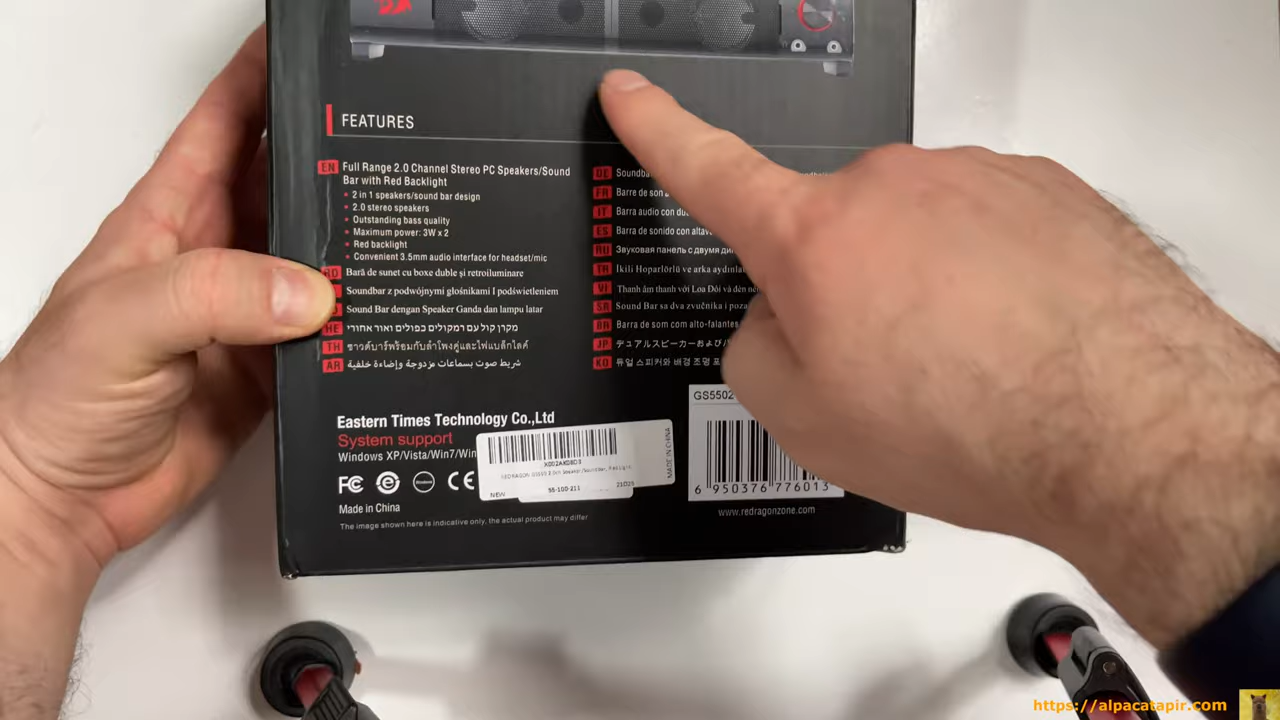 FEATURES
EN Full Range 2.0 Channel Stereo PC Speakers/Sound
Bar with Red Backlight
• 2 in 1 speakers/sound bar design
• 2.0 stereo speakers
• Outstanding bass quality
• Maximum power: 3W x 2
• Red backlight
• Convenient 3.5mm audio interface for headset/mic
Bară de sunet cu boxe duble și retroiluminare
Soundbar z podwójnymi głośnikami I podświetleniem
Sound Bar dengan Speaker Ganda dan lampu latar
HE מקרן קול עם רמקולים כפולים ואור אחורי
TH ซาวด์บาร์พร้อมกับลำโพงคู่และไฟแบล็กไลต์
AR شريط صوت بسماعات مزدوجة وإضاءة خلفية
DE
FR Barre de son
IT Barra audio con
ES Barra de sonido con
RU Звуковая панель с двумя
TR İkili Hoparlörlü ve arka
VI Thanh âm thanh với Loa Đôi và
SR Sound Bar sa dva zvučnika i
BR Barra de som com alto-falantes
JP デュアルスピーカーおよび
KO 듀얼 스피커와 배경 조명
Eastern Times Technology Co.,Ltd
System support
Windows XP/Vista/Win7/Win
FC e CE
Made in China
The image shown here is indicative only, the actual product may differ
NEW
MADE IN CHINA
GS5502
6 950376 776013
www.redragonzone.com
https://alpacatapir.com